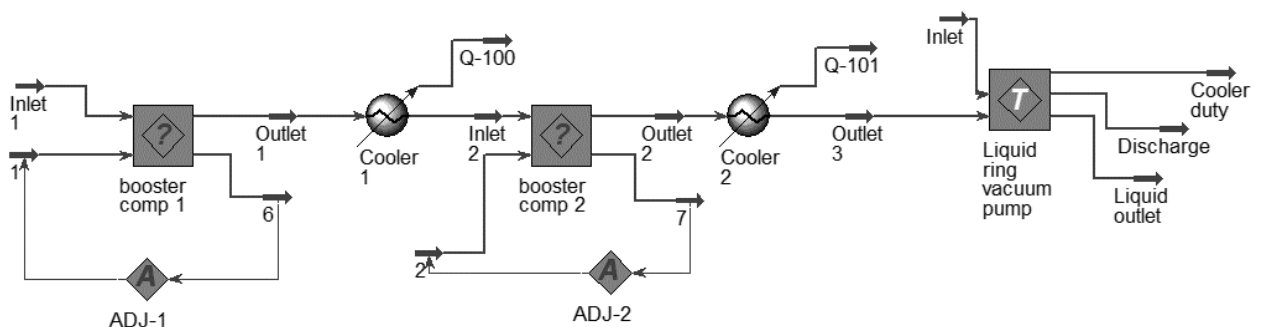 Inlet
1
1
?
booster
comp 1
Outlet
1
6
A
ADJ-1
Q-100
Cooler
1
Inlet
2
2
?
booster
comp 2
Outlet
2
7
A
ADJ-2
Q-101
Cooler
2
Outlet
3
Inlet
T
Liquid
ring
vacuum
pump
Cooler
duty
Discharge
Liquid
outlet